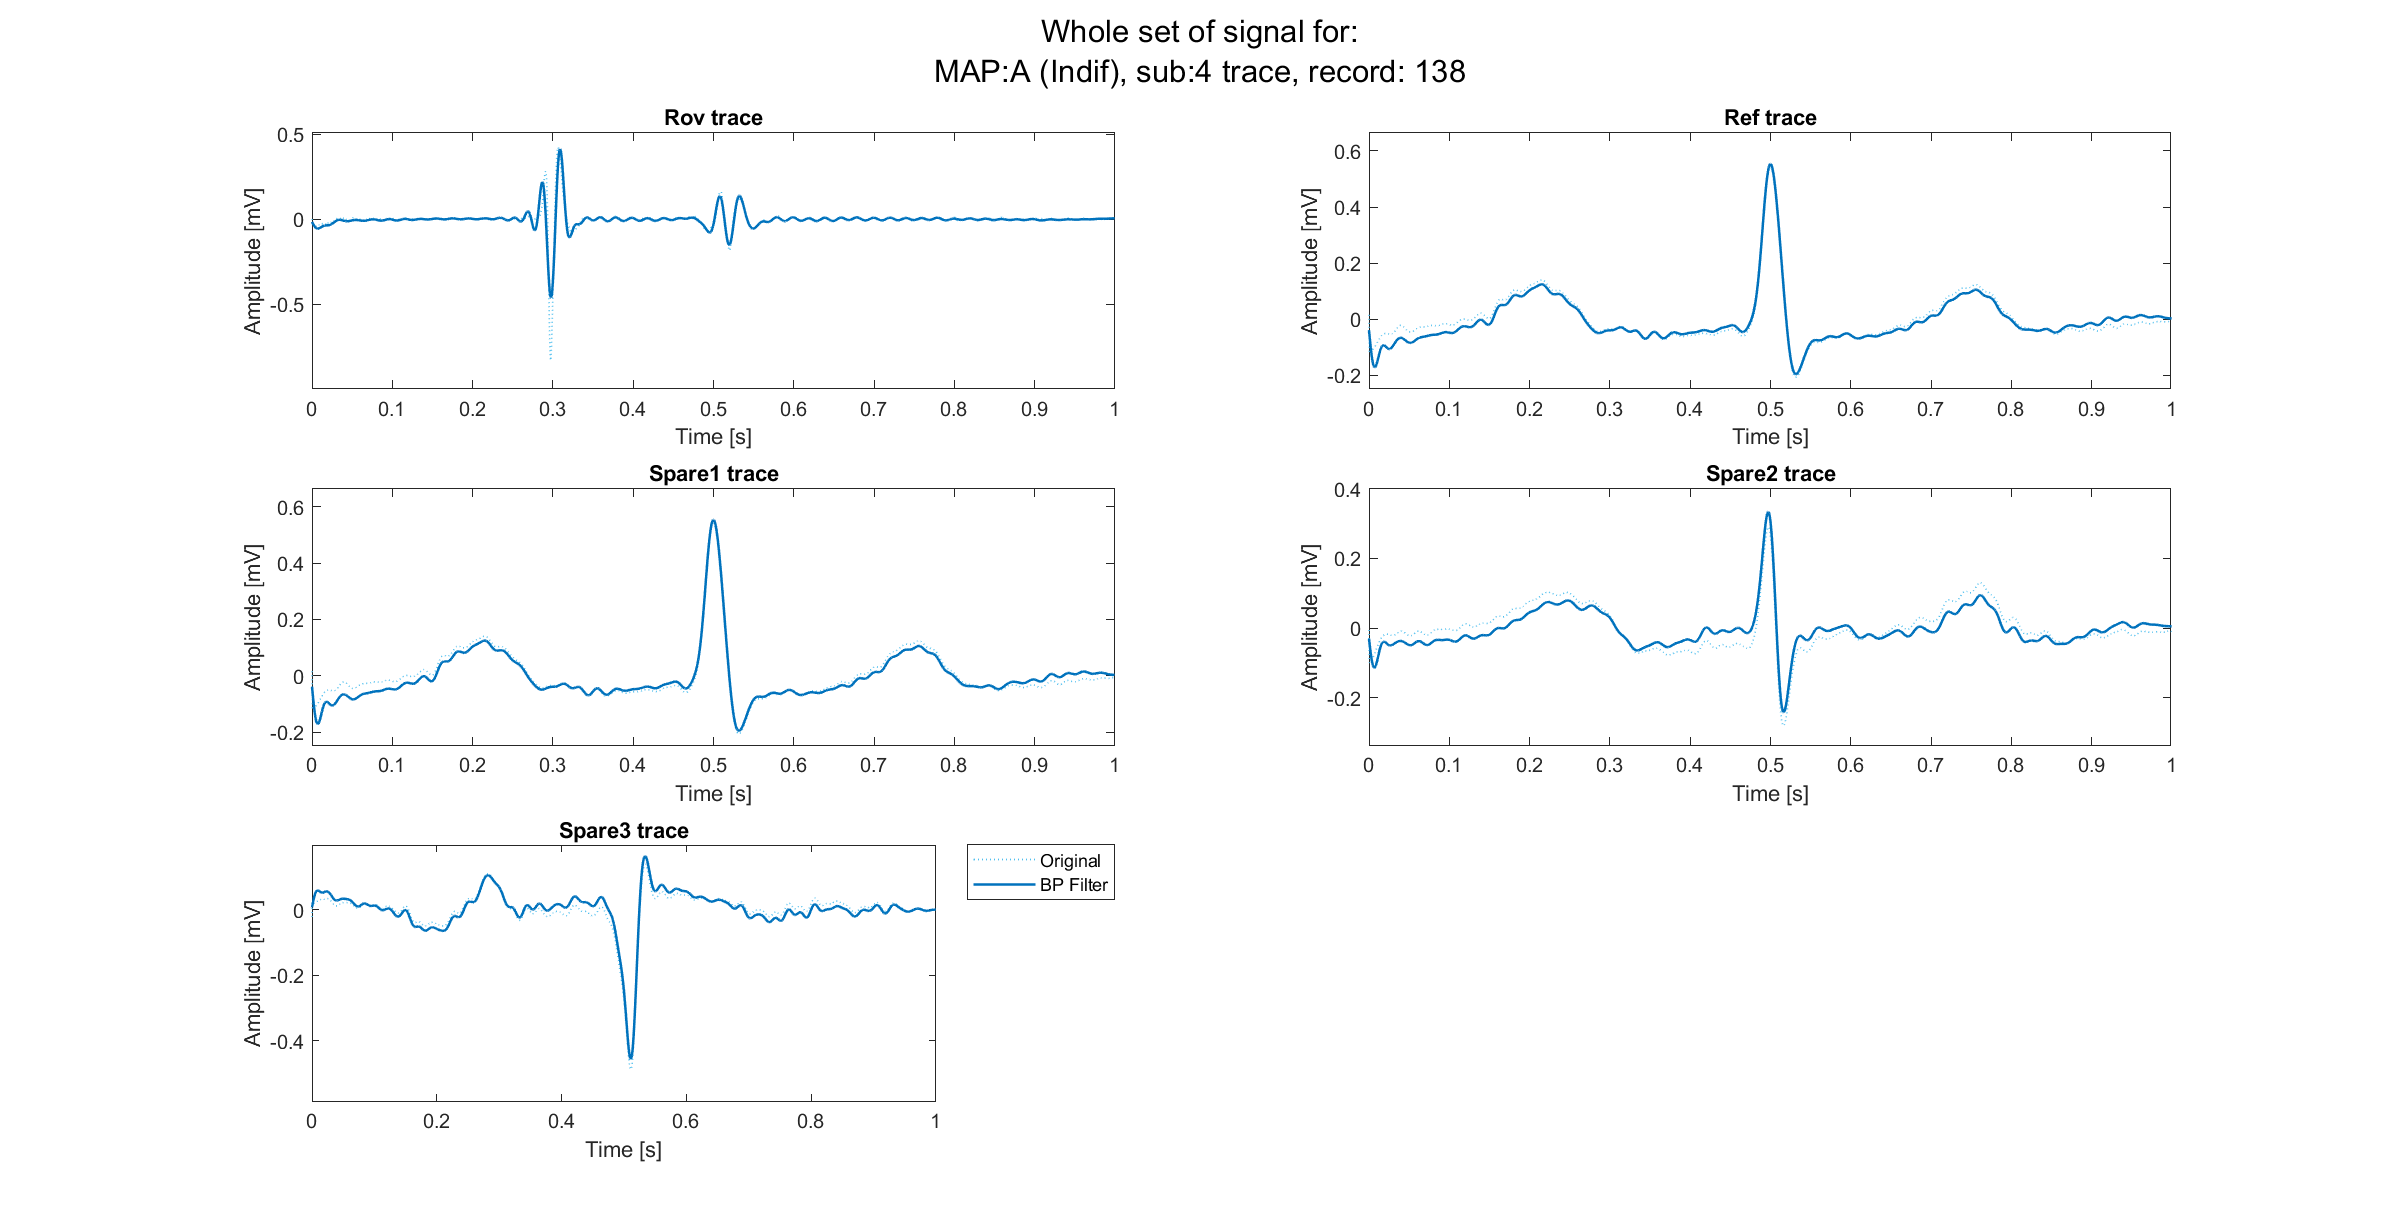 Whole set of signal for:
MAP:A (Indif), sub:4 trace, record: 138
Rov trace
0.5
0
-0.5
Amplitude [mV]
0 0.1 0.2 0.3 0.4 0.5 0.6 0.7 0.8 0.9 1
Time [s]
Ref trace
0.6
0.4
0.2
0
-0.2
Amplitude [mV]
0 0.1 0.2 0.3 0.4 0.5 0.6 0.7 0.8 0.9 1
Time [s]
Spare1 trace
0.6
0.4
0.2
0
-0.2
Amplitude [mV]
0 0.1 0.2 0.3 0.4 0.5 0.6 0.7 0.8 0.9 1
Time [s]
Spare2 trace
0.4
0.2
0
-0.2
Amplitude [mV]
0 0.1 0.2 0.3 0.4 0.5 0.6 0.7 0.8 0.9 1
Time [s]
Spare3 trace
0
-0.2
-0.4
Amplitude [mV]
0 0.2 0.4 0.6 0.8 1
Time [s]
Original
BP Filter